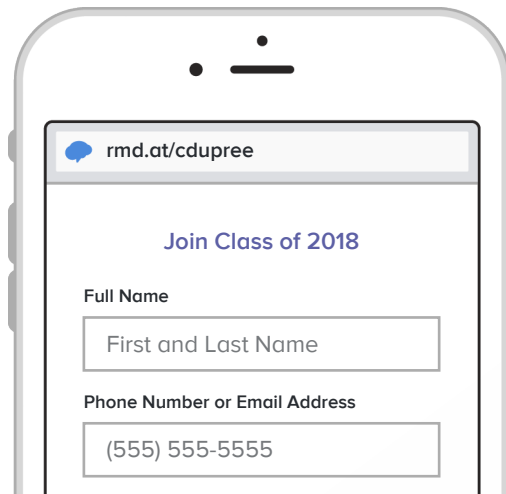 rmd.at/cdupree
Join Class of 2018
Full Name
First and Last Name
Phone Number or Email Address
(555) 555-5555